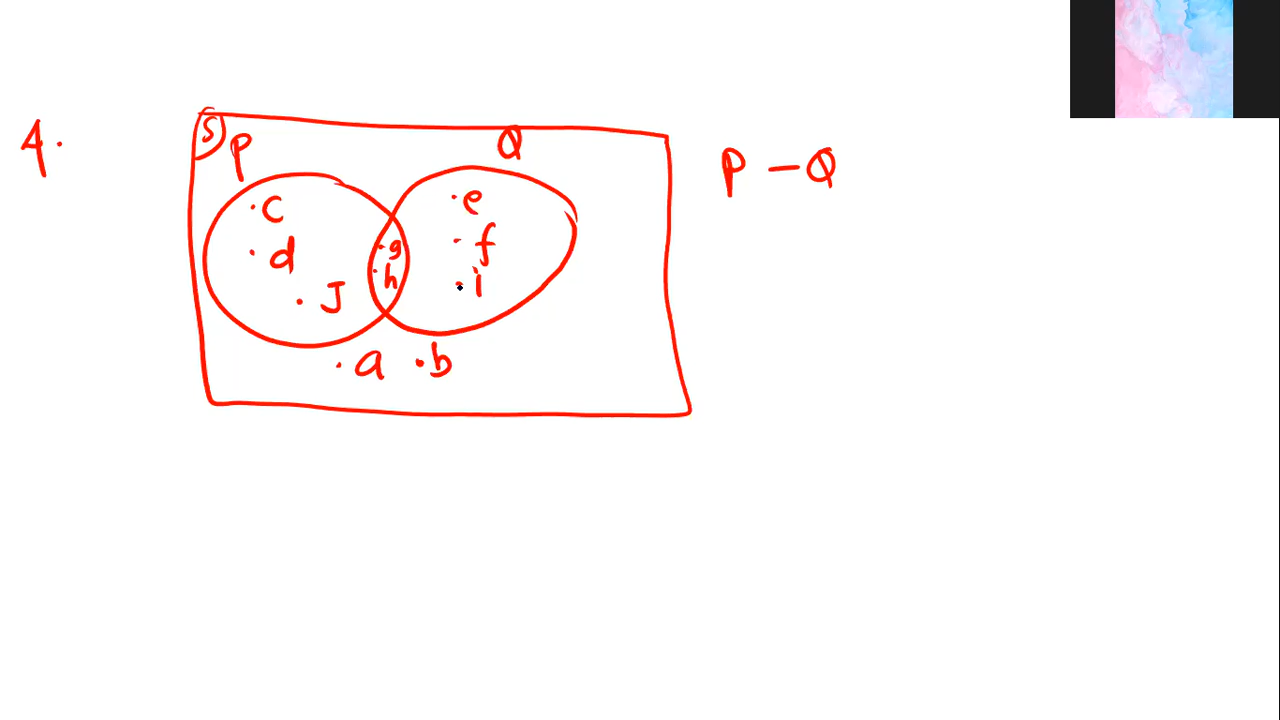 4.
S
P
Q
P - Q
.c
.e
.d
.g
.f
.h
.i
.J
.a .b